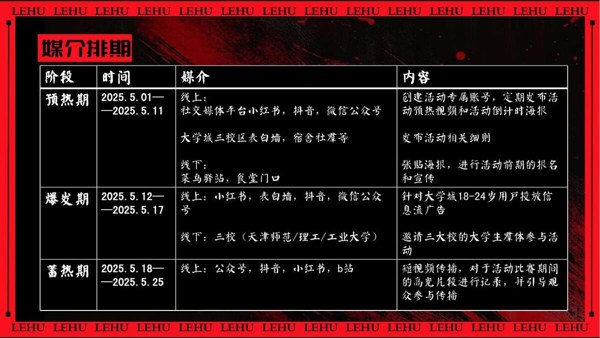 LEHU LEHU LEHU LEHU LEHU LEHU LEHU LEHU LEHU LEHU LEHU LEHU
媒介排期
阶段 时间 媒介 内容
预热期
2025.5.01—
—2025.5.11
线上：
社交媒体平台小红书，抖音，微信公众号
大学城三校区表白墙，宿舍社群等
线下：
菜鸟驿站，食堂门口
创建活动专属账号，定期发布活
动预热视频和活动倒计时海报
发布活动相关细则
张贴海报，进行活动前期的报名
和宣传
爆发期
2025.5.12—
—2025.5.17
线上：小红书，表白墙，抖音，微信公众
号
线下：三校（天津师范/理工/工业大学）
针对大学城18-24岁用户投放信
息流广告
邀请三大校的大学生群体参与活
动
蓄热期
2025.5.18—
—2025.5.25
线上：公众号，抖音，小红书，b站
短视频传播，对于活动比赛期间
的高光片段进行记录，并引导观
众参与传播
LEHU LEHU LEHU LEHU LEHU LEHU LEHU LEHU LEHU LEHU LEHU LEHU